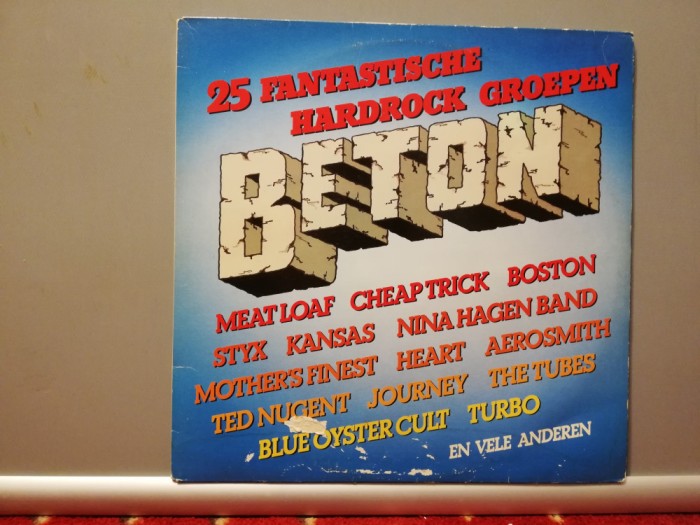 25 FANTASTISCHE
HARDROCK GROEPEN
BETON
MEAT LOAF CHEAP TRICK BOSTON
STYX KANSAS NINA HAGEN BAND
MOTHER'S FINEST HEART AEROSMITH
TED NUGENT JOURNEY THE TUBES
BLUE OYSTER CULT TURBO
EN VELE ANDEREN